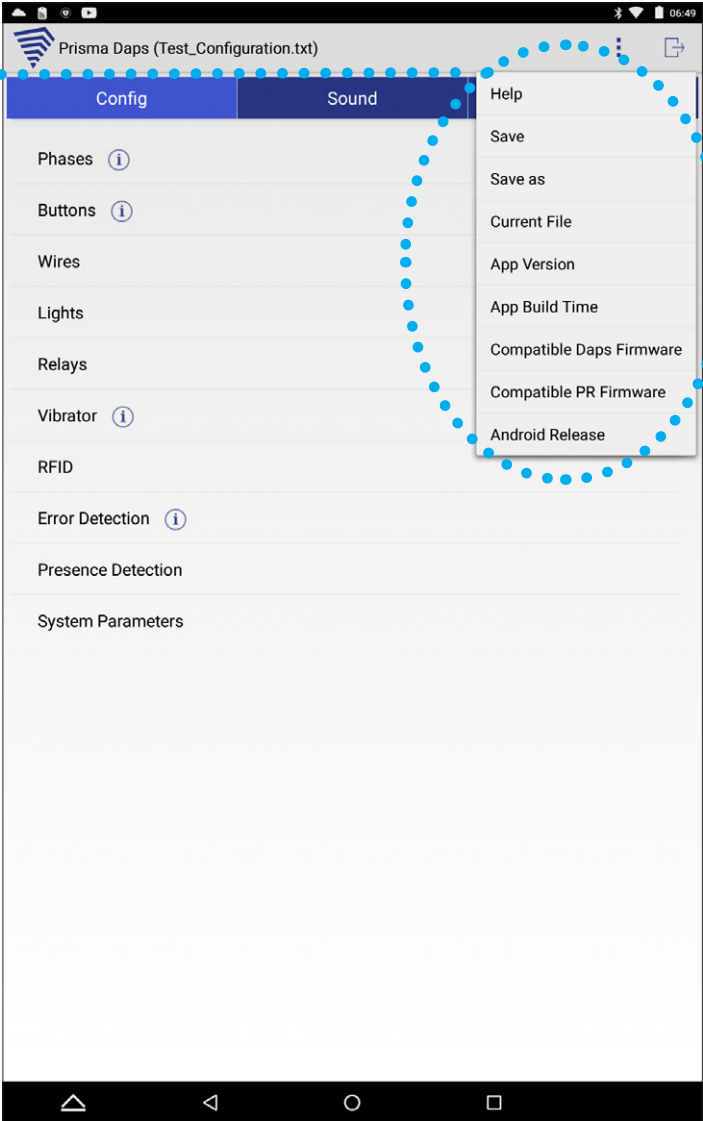 06:49
Prisma Daps (Test_Configuration.txt)
Config
Sound
Help
Save
Save as
Current File
App Version
App Build Time
Compatible Daps Firmware
Compatible PR Firmware
Android Release
Phases i
Buttons i
Wires
Lights
Relays
Vibrator i
RFID
Error Detection i
Presence Detection
System Parameters